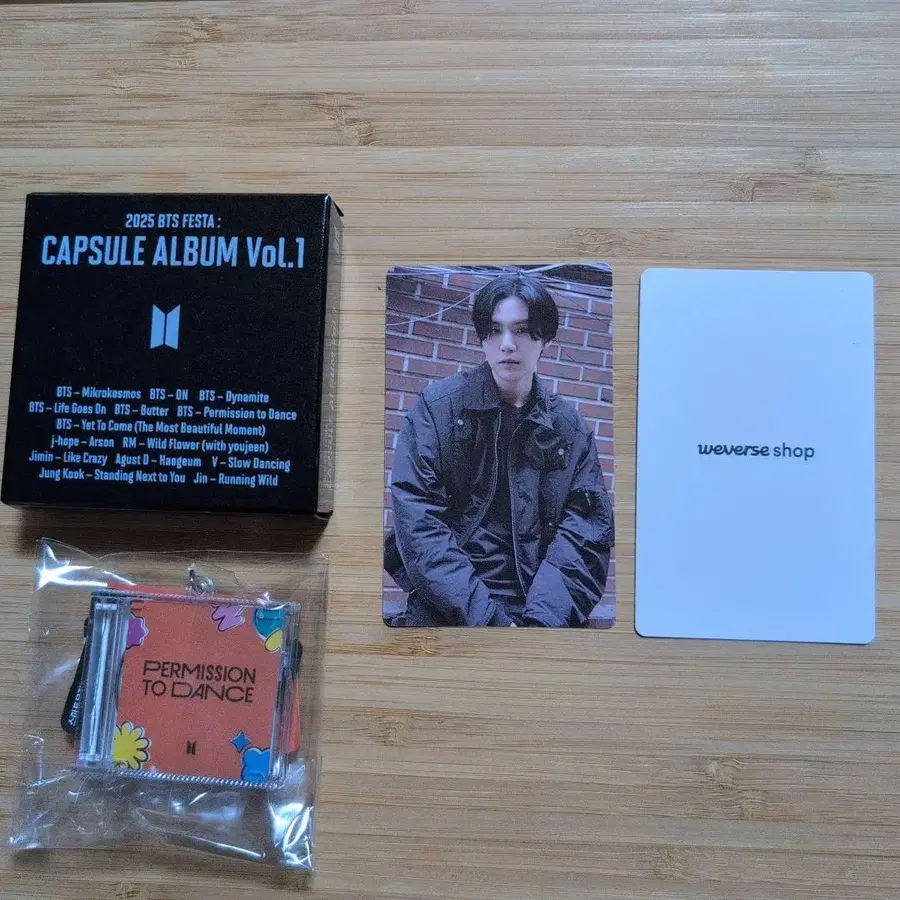 2025 BTS FESTA :
CAPSULE ALBUM Vol.1
BTS – Mikrokosmos BTS – ON BTS – Dynamite
BTS – Life Goes On BTS – Butter BTS – Permission to Dance
BTS – Yet To Come (The Most Beautiful Moment)
j-hope – Arson RM – Wild Flower (with youjeen)
Jimin – Like Crazy Agust D – Haegeum V – Slow Dancing
Jung Kook – Standing Next to You Jin – Running Wild
weverse shop
PERMISSION
TO DANCE